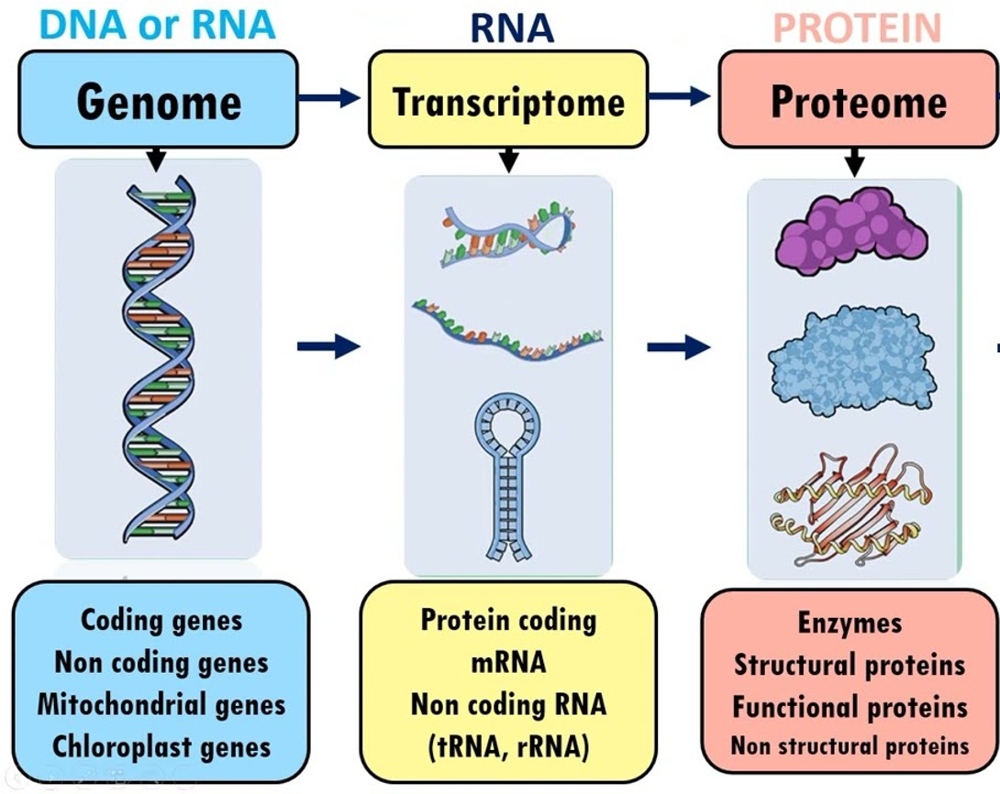 DNA or RNA
RNA
PROTEIN
Genome
Transcriptome
Proteome
Coding genes
Non coding genes
Mitochondrial genes
Chloroplast genes
Protein coding
mRNA
Non coding RNA
(tRNA, rRNA)
Enzymes
Structural proteins
Functional proteins
Non structural proteins